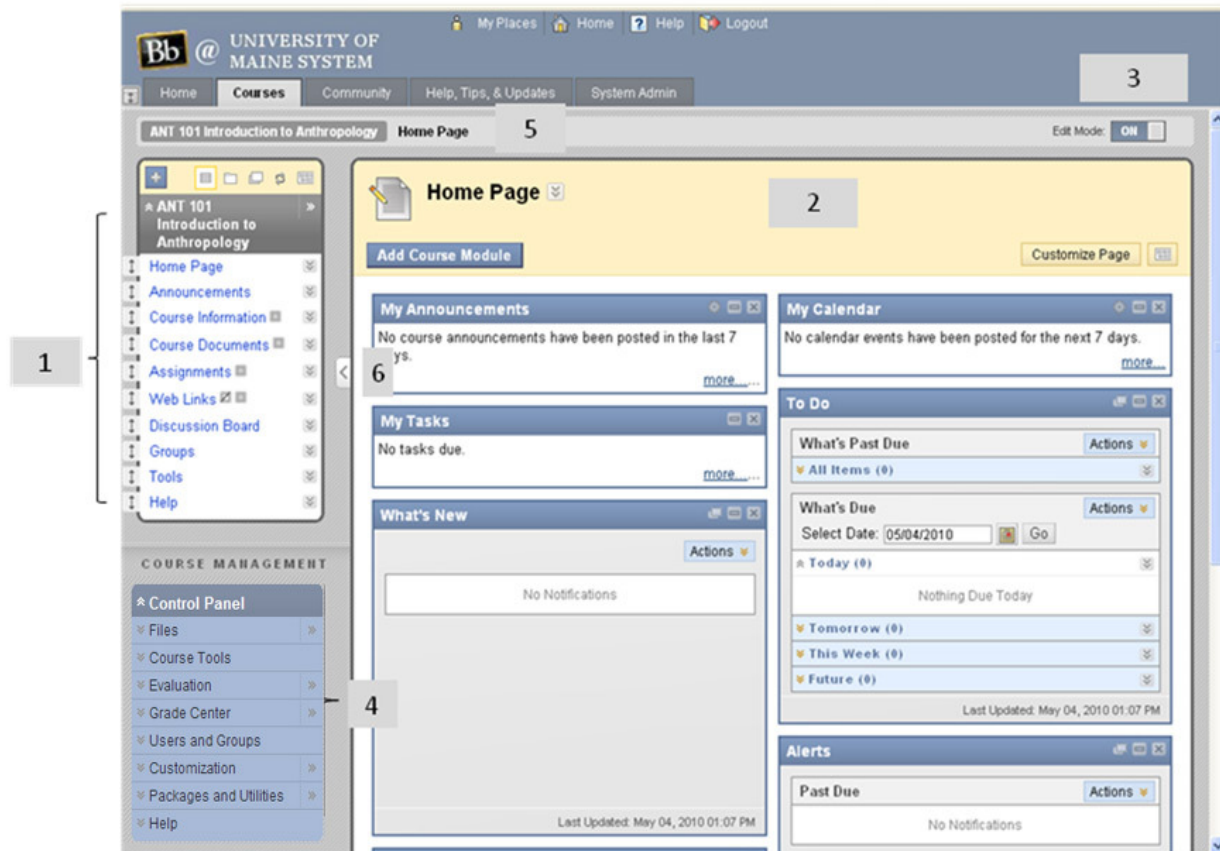 My Places Home ? Help Logout
Bb @ UNIVERSITY OF
MAINE SYSTEM
3
Home Courses Community Help, Tips, & Updates System Admin
ANT 101 Introduction to Anthropology Home Page 5 Edit Mode: ON
1
ANT 101
Introduction to
Anthropology
Home Page
Announcements
Course Information
Course Documents
Assignments
Web Links
Discussion Board
Groups
Tools
Help
COURSE MANAGEMENT
Control Panel
Files
Course Tools
Evaluation
Grade Center
Users and Groups
Customization
Packages and Utilities
Help
4
6
Home Page 2
Add Course Module Customize Page
My Announcements
No course announcements have been posted in the last 7
ys.
more......
My Tasks
No tasks due.
more......
What's New
Actions
No Notifications
Last Updated: May 04, 2010 01:07 PM
My Calendar
No calendar events have been posted for the next 7 days.
more...
To Do
What's Past Due Actions
All Items (0)
What's Due Actions
Select Date: 05/04/2010 Go
Today (0)
Nothing Due Today
Tomorrow (0)
This Week (0)
Future (0)
Last Updated: May 04, 2010 01:07 PM
Alerts
Past Due Actions
No Notifications